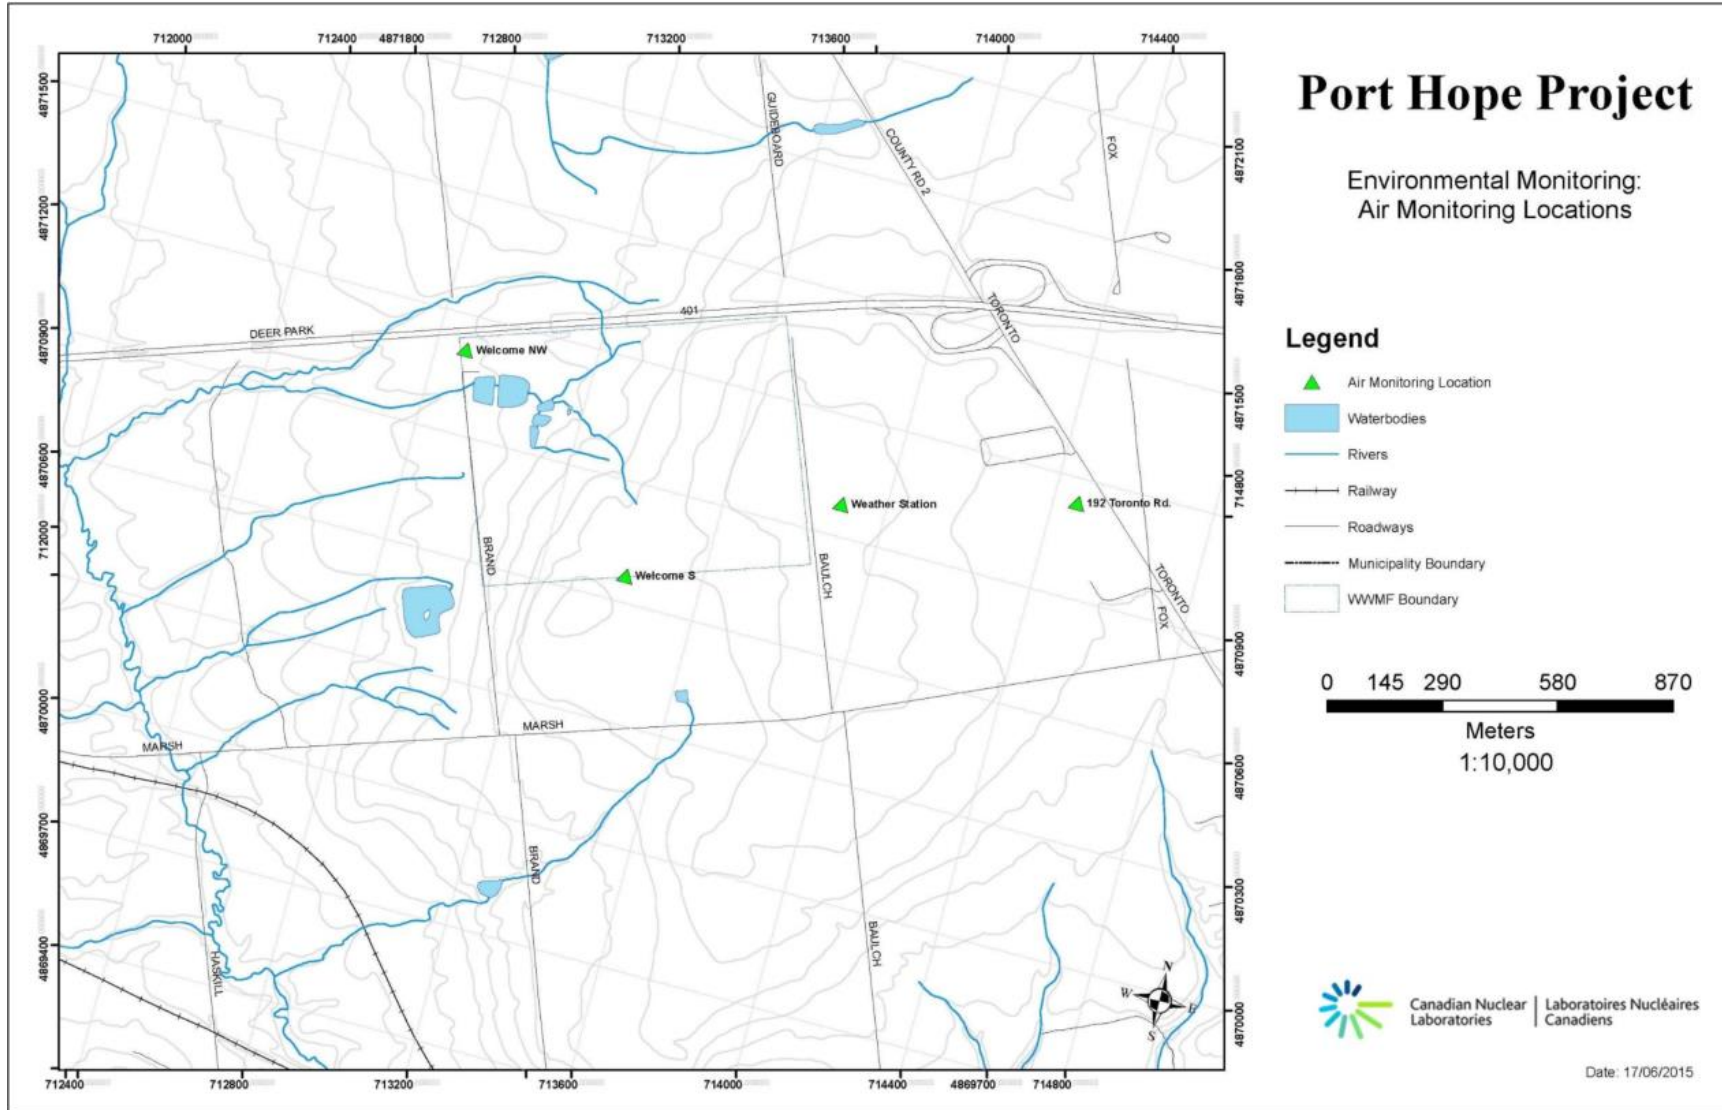 712000
712400
4871800
712800
713200
713600
714000
714400
Port Hope Project
Environmental Monitoring:
Air Monitoring Locations
4871500
4871200
4870900
4870600
712000
4870000
4869700
4869400
GUIDEBOARD
COUNTY RD 2
FOX
TORONTO
DEER PARK
401
Welcome NW
Weather Station
192 Toronto Rd.
BRAND
Welcome S
BAULCH
TORONTO
FOX
MARSH
MARSH
BRAND
BAULCH
HASKILL
N
W
E
S
4872100
4871800
4871500
714800
4870900
4870600
4870300
4870000
712400
712800
713200
713600
714000
714400
4869700
714800
Legend
Air Monitoring Location
Waterbodies
Rivers
Railway
Roadways
Municipality Boundary
WWMF Boundary
0 145 290 580 870
Meters
1:10,000
Canadian Nuclear
Laboratories
Laboratoires Nucléaires
Canadiens
Date: 17/06/2015